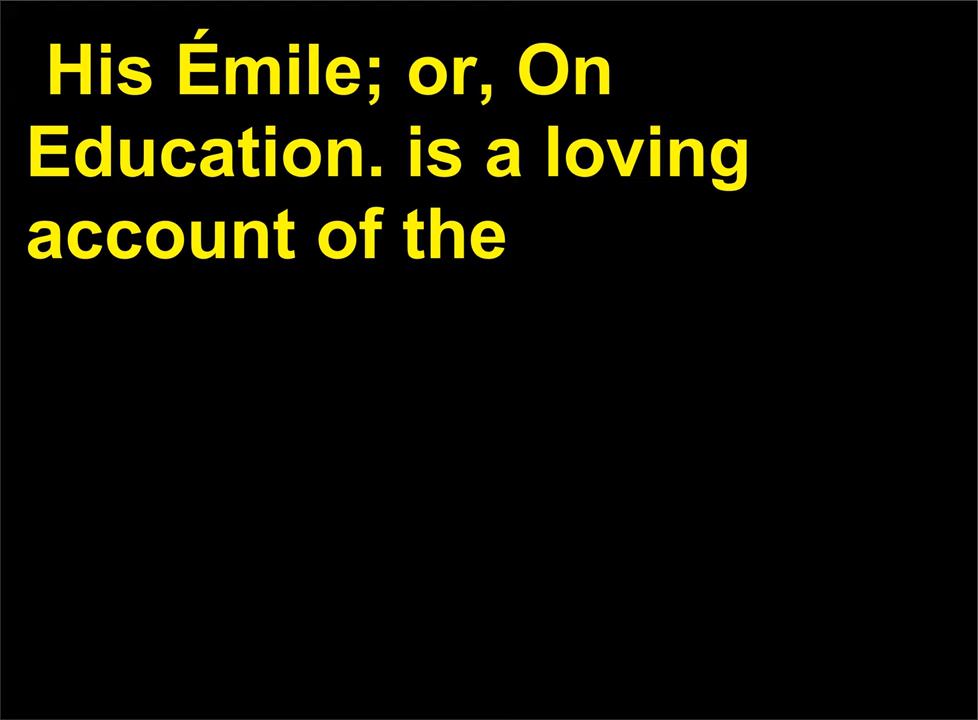 His Émile; or, On
Education. is a loving
account of the